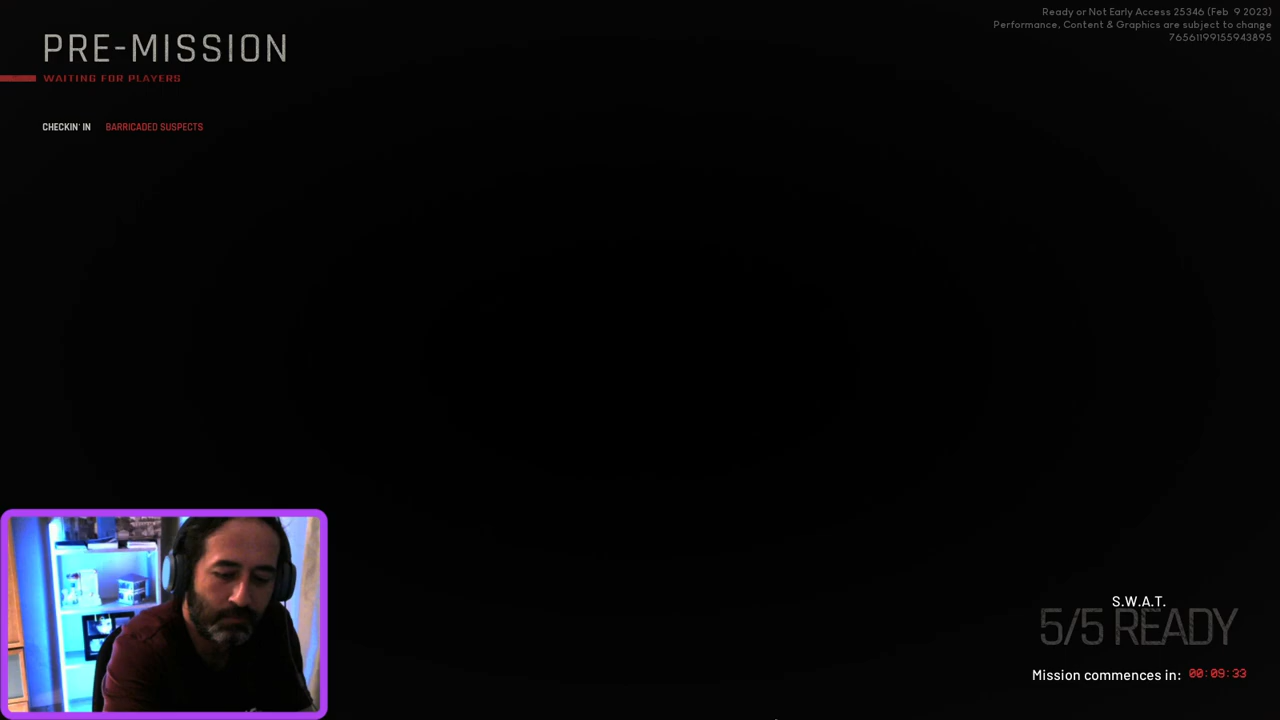 Ready or Not Early Access 25346 (Feb 9 2023)
Performance, Content & Graphics are subject to change
76561199155943895
PRE-MISSION
WAITING FOR PLAYERS
CHECKIN' IN BARRICADED SUSPECTS
S.W.A.T.
5/5 READY
Mission commences in: 00:09:33